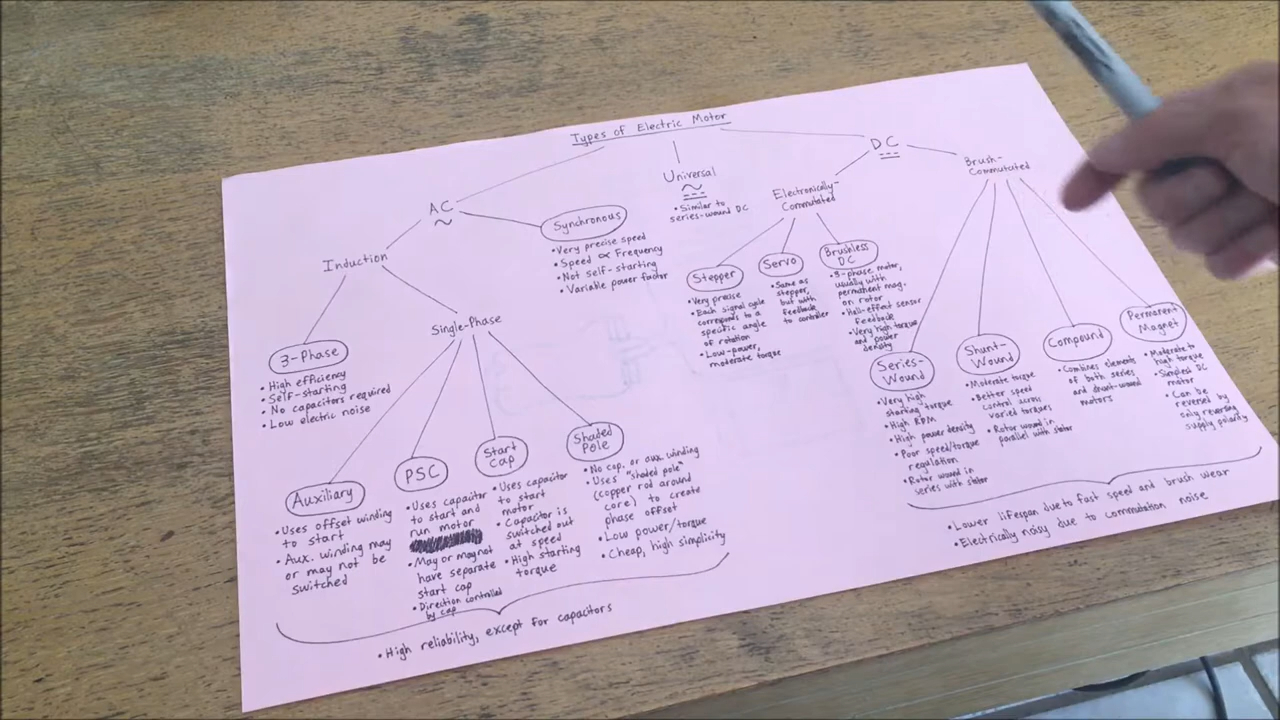 Types of Electric Motor
AC
~
Induction
3-Phase
• High efficiency
• Self-starting
• No capacitors required
• Low electric noise
Single-Phase
Auxiliary
• Uses offset winding
to start
• Aux. winding may
or may not be
switched
PSC
• Uses capacitor
to start and
run motor
• May or may not
have separate
start cap
• Direction controlled
by cap
Start
Cap
• Uses capacitor
to start
motor
• Capacitor is
switched out
at speed
• High starting
torque
Shaded
Pole
• No cap. or aux. winding
• Uses "shaded pole"
(copper rod around
core) to create
phase offset
• Low power/torque
• Cheap, high simplicity
• High reliability, except for capacitors
Synchronous
• Very precise speed
• Speed ∝ Frequency
• Not self-starting
• Variable power factor
Universal
~
• Similar to
series-wound DC
DC
Electronically-
Commutated
Stepper
• Very precise
• Each signal cycle
corresponds to a
specific angle
of rotation
• Low-power,
moderate torque
Servo
• Same as
stepper,
but with
feedback
to controller
Brushless
DC
• 3-phase motor,
usually with
permanent mag.
on rotor
• Hall-effect sensor
feedback
• Very high torque
and power
density
Brush-
Commutated
Series-
Wound
• Very high
starting torque
• High RPM
• High power density
• Poor speed/torque
regulation
• Rotor wound in
series with stator
Shunt-
Wound
• Moderate torque
• Better speed
control across
varied torques
• Rotor wound in
parallel with stator
Compound
• Combines elements
of both series
and shunt-wound
motors
Permanent
Magnet
• Moderate to
high torque
• Simplest DC
motor
• Can be
reversed by
only reversing
supply polarity
• Lower lifespan due to fast speed and brush wear
• Electrically noisy due to commutation noise